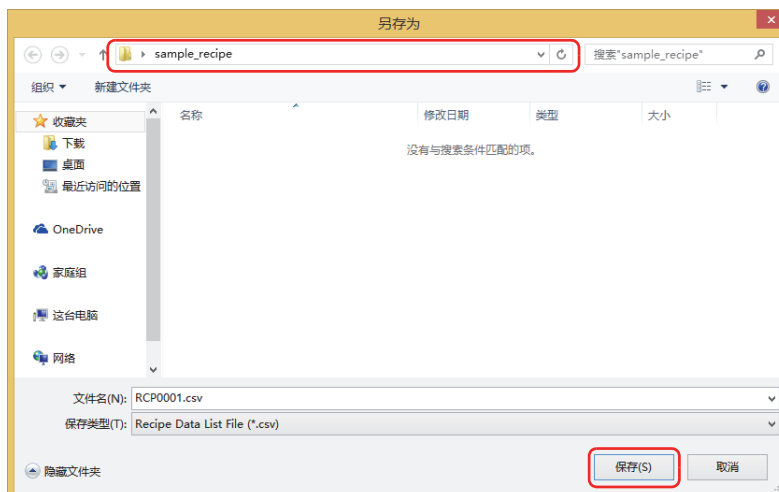 另存为
sample_recipe
搜索"sample_recipe"
组织
新建文件夹
名称 修改日期 类型 大小
没有与搜索条件匹配的项。
收藏夹
下载
桌面
最近访问的位置
OneDrive
家庭组
这台电脑
网络
文件名(N): RCP0001.csv
保存类型(T): Recipe Data List File (*.csv)
隐藏文件夹
保存(S) 取消